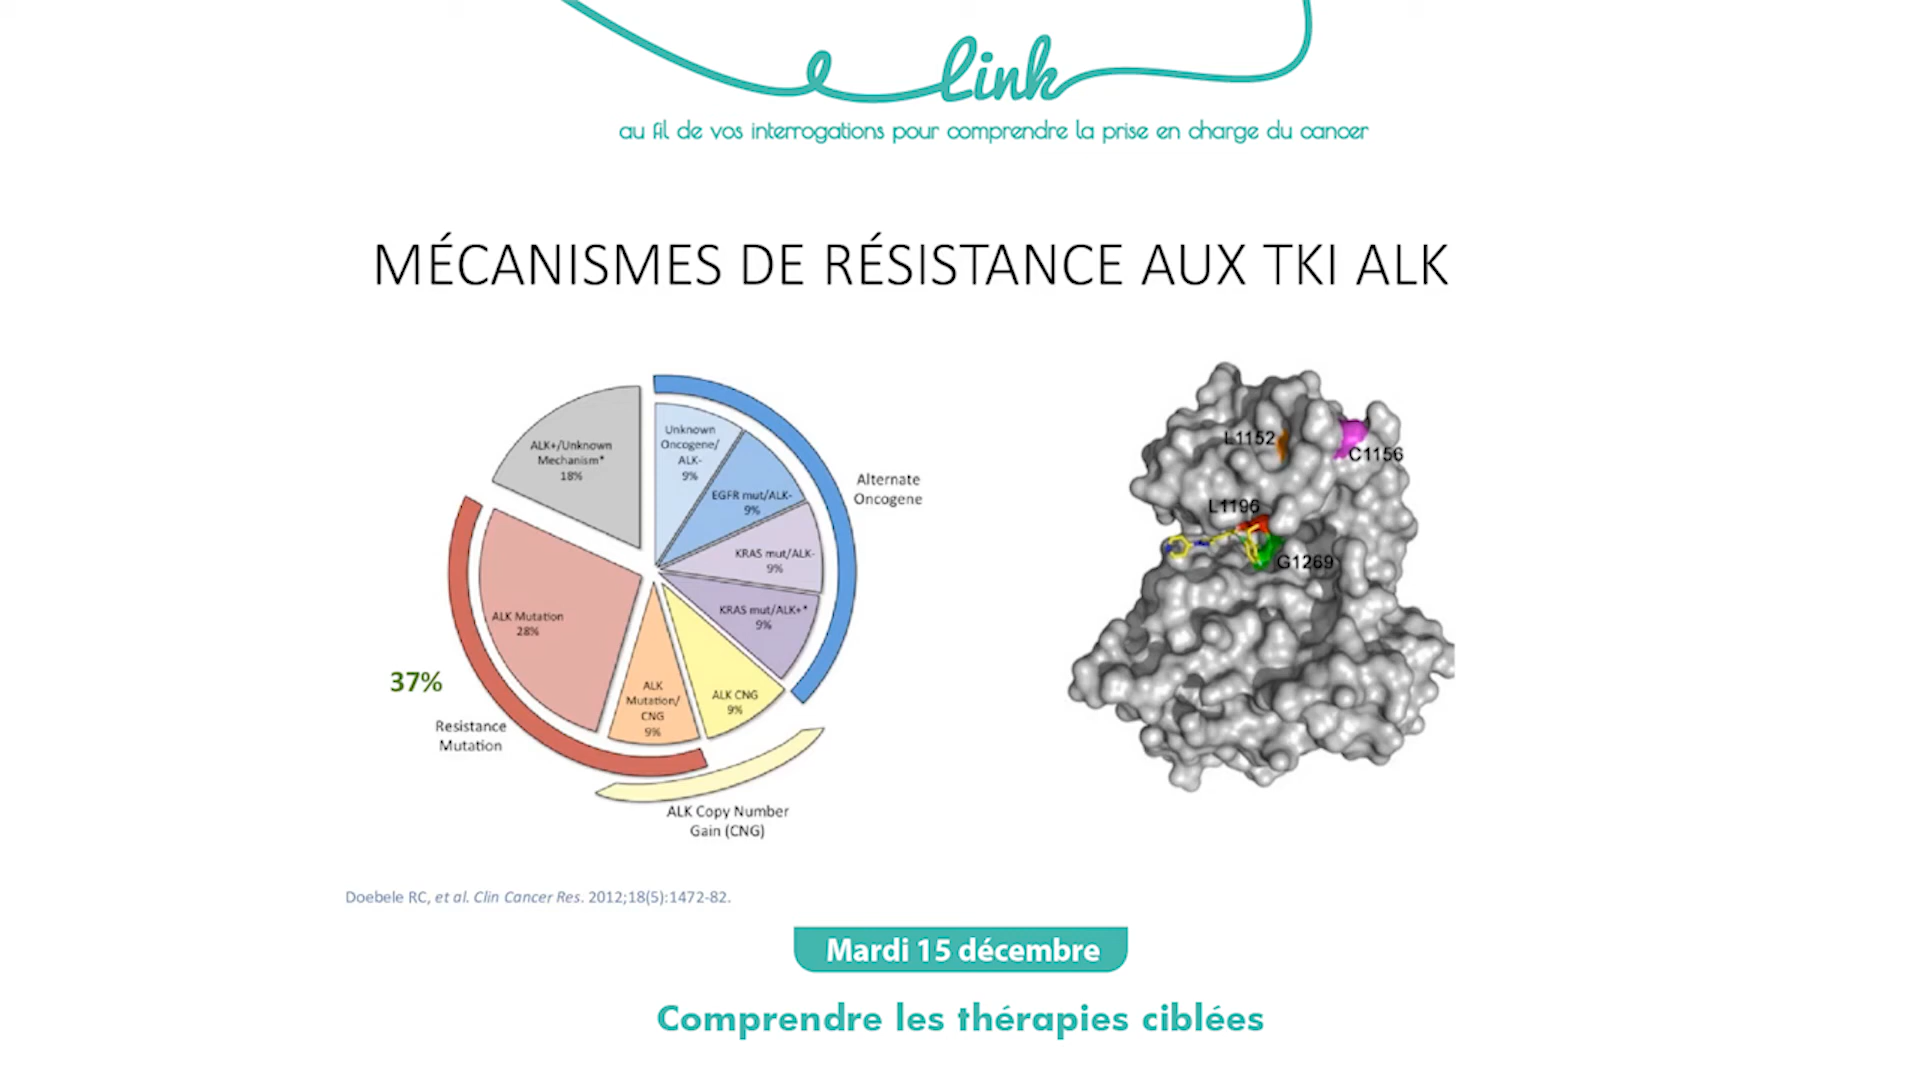 e link
au fil de vos interrogations pour comprendre la prise en charge du cancer
MÉCANISMES DE RÉSISTANCE AUX TKI ALK
ALK+/Unknown
Mechanism*
18%
Unknown
Oncogene/
ALK-
9%
EGFR mut/ALK-
9%
KRAS mut/ALK-
9%
KRAS mut/ALK+*
9%
ALK CNG
9%
ALK
Mutation/
CNG
9%
ALK Mutation
28%
Alternate
Oncogene
37%
Resistance
Mutation
ALK Copy Number
Gain (CNG)
L1152
C1156
L1196
G1269
Doebele RC, et al. Clin Cancer Res. 2012;18(5):1472-82.
Mardi 15 décembre
Comprendre les thérapies ciblées